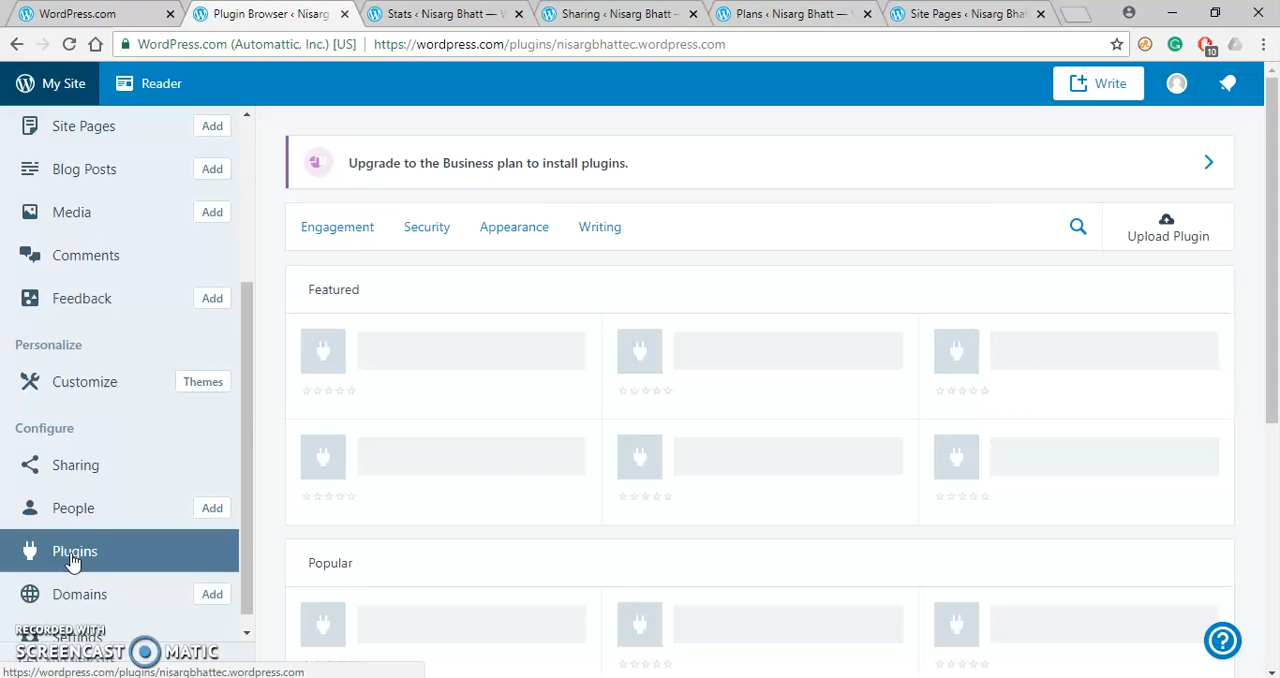 WordPress.com
Plugin Browser ‹ Nisarg
Stats ‹ Nisarg Bhatt —
Sharing ‹ Nisarg Bhatt —
Plans ‹ Nisarg Bhatt —
Site Pages ‹ Nisarg Bhat
WordPress.com (Automattic, Inc.) [US]
https://wordpress.com/plugins/nisargbhattec.wordpress.com
10
My Site
Reader
Write
Site Pages
Add
Blog Posts
Add
Media
Add
Comments
Feedback
Add
Personalize
Customize
Themes
Configure
Sharing
People
Add
Plugins
Domains
Add
Settings
Upgrade to the Business plan to install plugins.
Engagement
Security
Appearance
Writing
Upload Plugin
Featured
Popular
RECORDED WITH
SCREENCAST MATIC
https://wordpress.com/plugins/nisargbhattec.wordpress.com